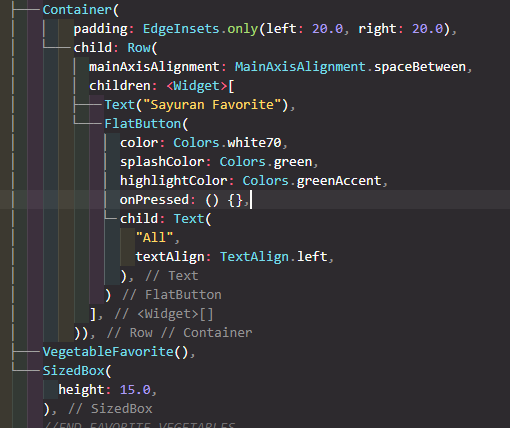 Container(
padding: EdgeInsets.only(left: 20.0, right: 20.0),
child: Row(
mainAxisAlignment: MainAxisAlignment.spaceBetween,
children: <Widget>[
Text("Sayuran Favorite"),
FlatButton(
color: Colors.white70,
splashColor: Colors.green,
highlightColor: Colors.greenAccent,
onPressed: () {},
child: Text(
"All",
textAlign: TextAlign.left,
), // Text
) // FlatButton
], // <Widget>[]
)), // Row // Container
VegetableFavorite(),
SizedBox(
height: 15.0,
), // SizedBox
//END FAVORITE VEGETABLES